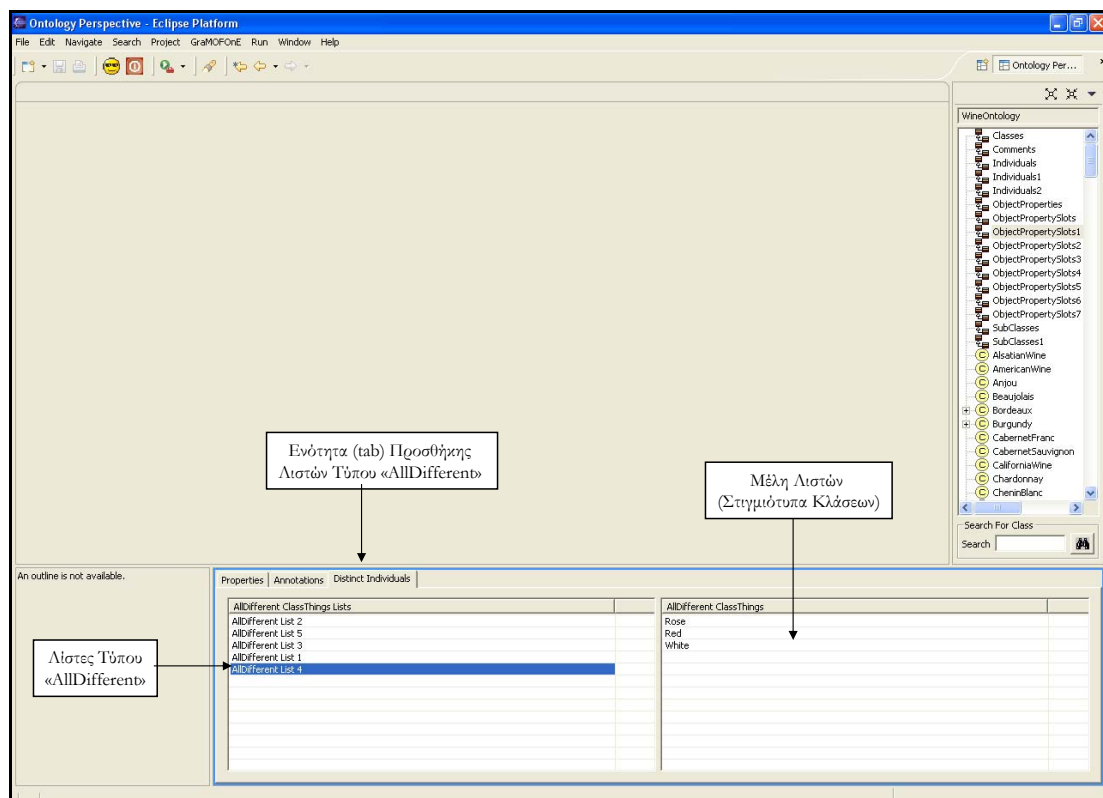 Ontology Perspective - Eclipse Platform
File Edit Navigate Search Project GraMOFOnE Run Window Help
Ontology Per...
WineOntology
Classes
Comments
Individuals
Individuals1
Individuals2
ObjectProperties
ObjectPropertySlots
ObjectPropertySlots1
ObjectPropertySlots2
ObjectPropertySlots3
ObjectPropertySlots4
ObjectPropertySlots5
ObjectPropertySlots6
ObjectPropertySlots7
SubClasses
SubClasses1
AlsatianWine
AmericanWine
Anjou
Beaujolais
Bordeaux
Burgundy
CabernetFranc
CabernetSauvignon
CaliforniaWine
Chardonnay
CheninBlanc
Search For Class
Search
Ενότητα (tab) Προσθήκης
Λιστών Τύπου «AllDifferent»
Μέλη Λιστών
(Στιγμιότυπα Κλάσεων)
An outline is not available.
Properties Annotations Distinct Individuals
AllDifferent ClassThings Lists
AllDifferent List 2
AllDifferent List 5
AllDifferent List 3
AllDifferent List 1
AllDifferent List 4
AllDifferent ClassThings
Rose
Red
White
Λίστες Τύπου
«AllDifferent»